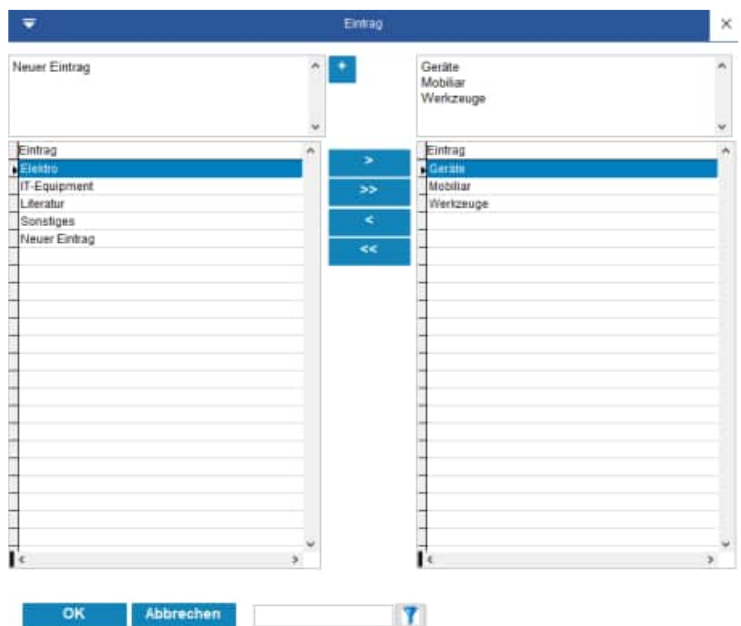 Eintrag
Neuer Eintrag
+
Geräte
Mobiliar
Werkzeuge
Eintrag
Elektro
IT-Equipment
Literatur
Sonstiges
Neuer Eintrag
>
>>
<
<<
Eintrag
Geräte
Mobiliar
Werkzeuge
OK
Abbrechen